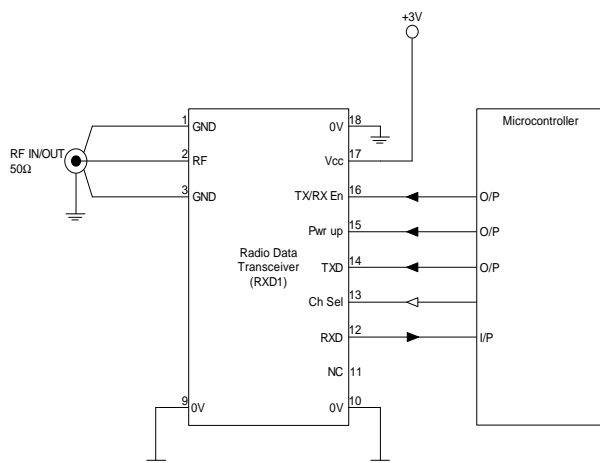 +3V
Microcontroller
RF IN/OUT
50Ω
1
GND
2
RF
3
GND
9
0V
Radio Data
Transceiver
(RXD1)
0V
18
Vcc
17
TX/RX En
16
O/P
Pwr up
15
O/P
TXD
14
O/P
Ch Sel
13
RXD
12
I/P
NC
11
0V
10